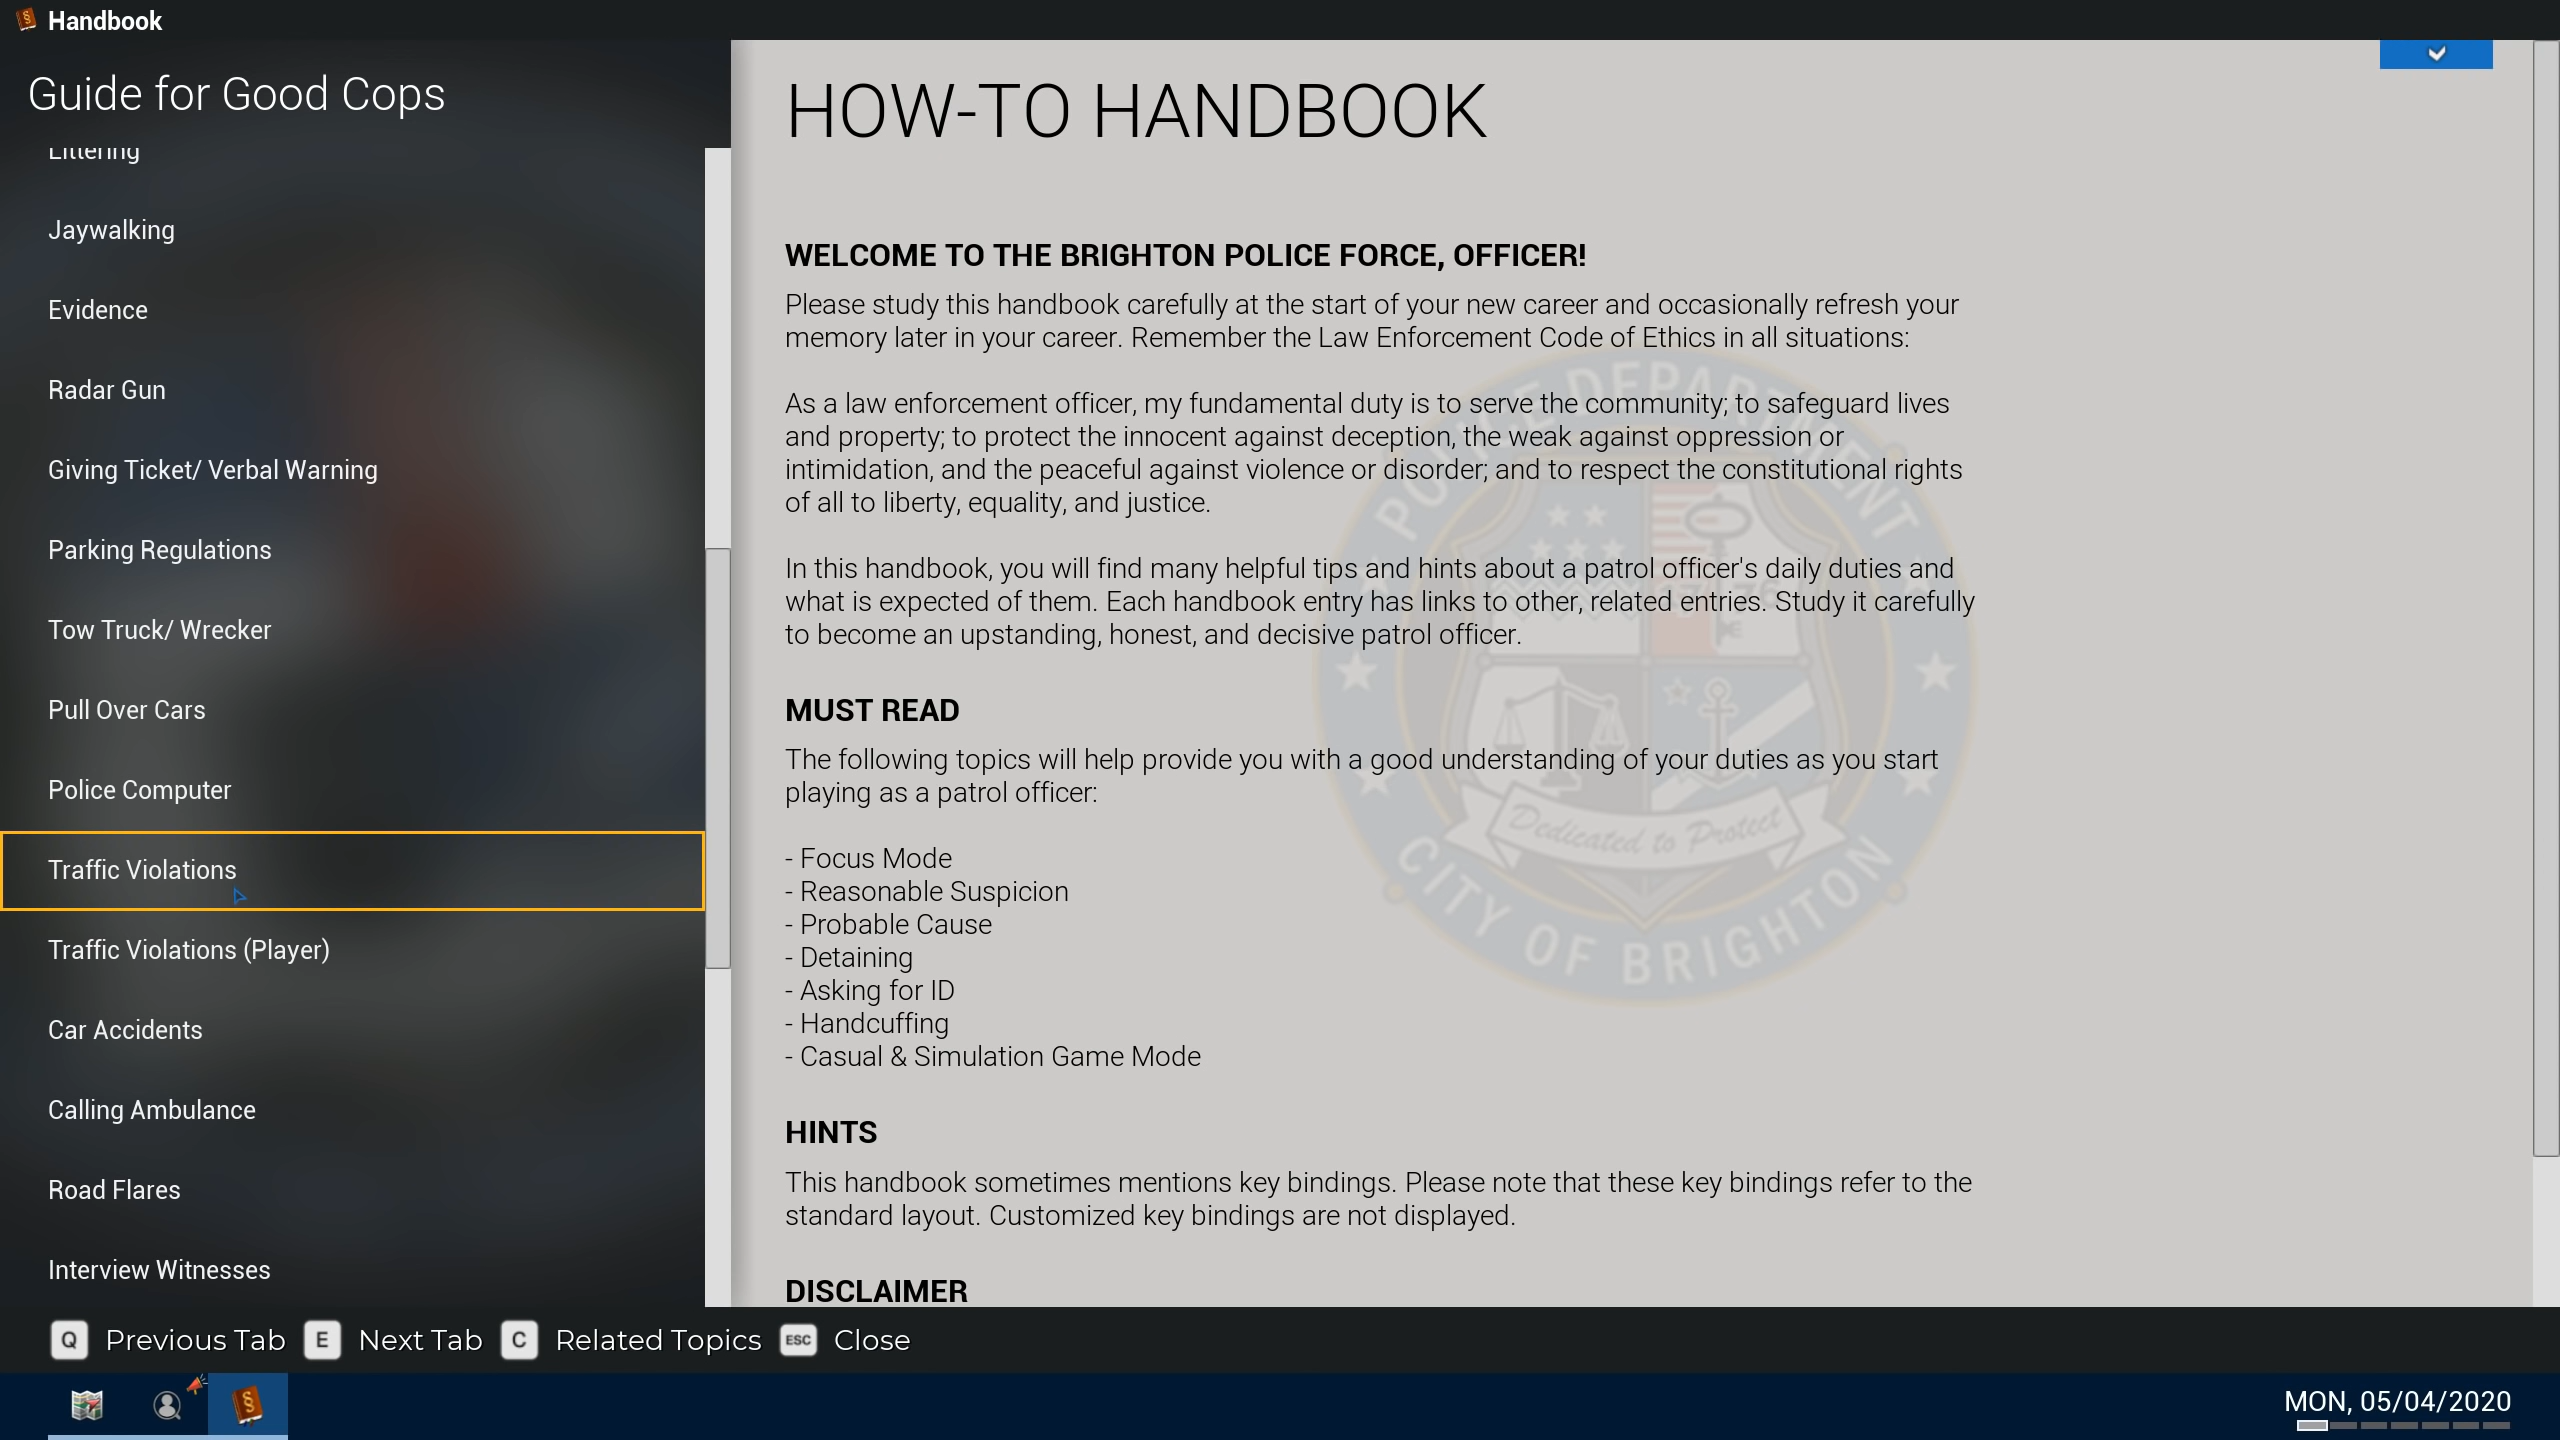 Handbook
Guide for Good Cops
Littering
Jaywalking
Evidence
Radar Gun
Giving Ticket/ Verbal Warning
Parking Regulations
Tow Truck/ Wrecker
Pull Over Cars
Police Computer
Traffic Violations
Traffic Violations (Player)
Car Accidents
Calling Ambulance
Road Flares
Interview Witnesses
HOW-TO HANDBOOK
WELCOME TO THE BRIGHTON POLICE FORCE, OFFICER!
Please study this handbook carefully at the start of your new career and occasionally refresh your
memory later in your career. Remember the Law Enforcement Code of Ethics in all situations:
As a law enforcement officer, my fundamental duty is to serve the community; to safeguard lives
and property; to protect the innocent against deception, the weak against oppression or
intimidation, and the peaceful against violence or disorder; and to respect the constitutional rights
of all to liberty, equality, and justice.
In this handbook, you will find many helpful tips and hints about a patrol officer's daily duties and
what is expected of them. Each handbook entry has links to other, related entries. Study it carefully
to become an upstanding, honest, and decisive patrol officer.
MUST READ
The following topics will help provide you with a good understanding of your duties as you start
playing as a patrol officer:
- Focus Mode
- Reasonable Suspicion
- Probable Cause
- Detaining
- Asking for ID
- Handcuffing
- Casual & Simulation Game Mode
HINTS
This handbook sometimes mentions key bindings. Please note that these key bindings refer to the
standard layout. Customized key bindings are not displayed.
DISCLAIMER
POLICE DEPARTMENT
Dedicated to Protect
CITY OF BRIGHTON
Q Previous Tab E Next Tab C Related Topics ESC Close
§
MON, 05/04/2020